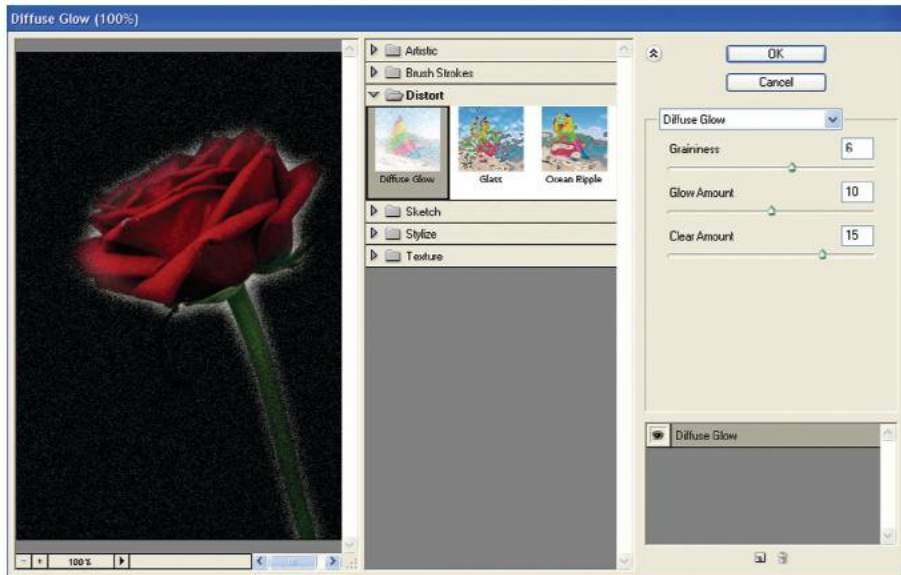 Diffuse Glow (100%)
Artistic
Brush Strokes
Distort
Diffuse Glow
Glass
Ocean Ripple
Sketch
Stylize
Texture
OK
Cancel
Diffuse Glow
Graininess 6
Glow Amount 10
Clear Amount 15
Diffuse Glow
- + 100%